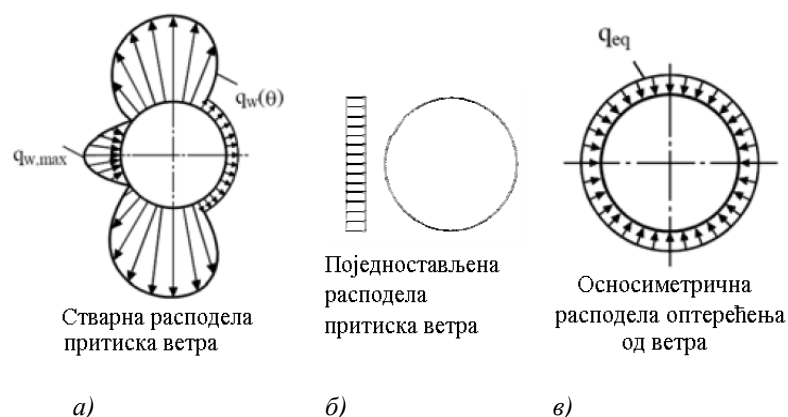 q_w(θ)
q_w,max
Стварна расподела
притиска ветра
Поједностављена
расподела
притиска ветра
q_eq
Осносиметрична
расподела оптерећења
од ветра
а)
б)
в)